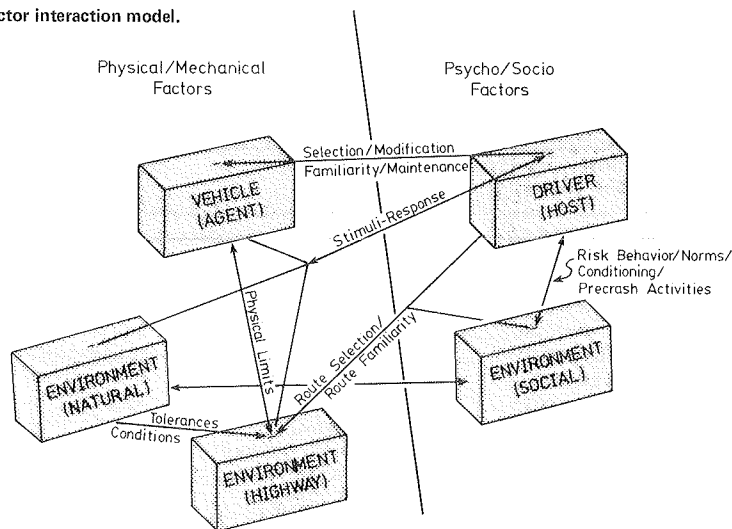 ctor interaction model.
Physical/Mechanical
Factors
Psycho/Socio
Factors
Selection/Modification
Familiarity/Maintenance
VEHICLE
(AGENT)
DRIVER
(HOST)
Stimuli-Response
Risk Behavior/Norms/
Conditioning/
Precrash Activities
Physical Limits
Route Selection/
Route Familiarity
ENVIRONMENT
(NATURAL)
ENVIRONMENT
(SOCIAL)
Tolerances
Conditions
ENVIRONMENT
(HIGHWAY)